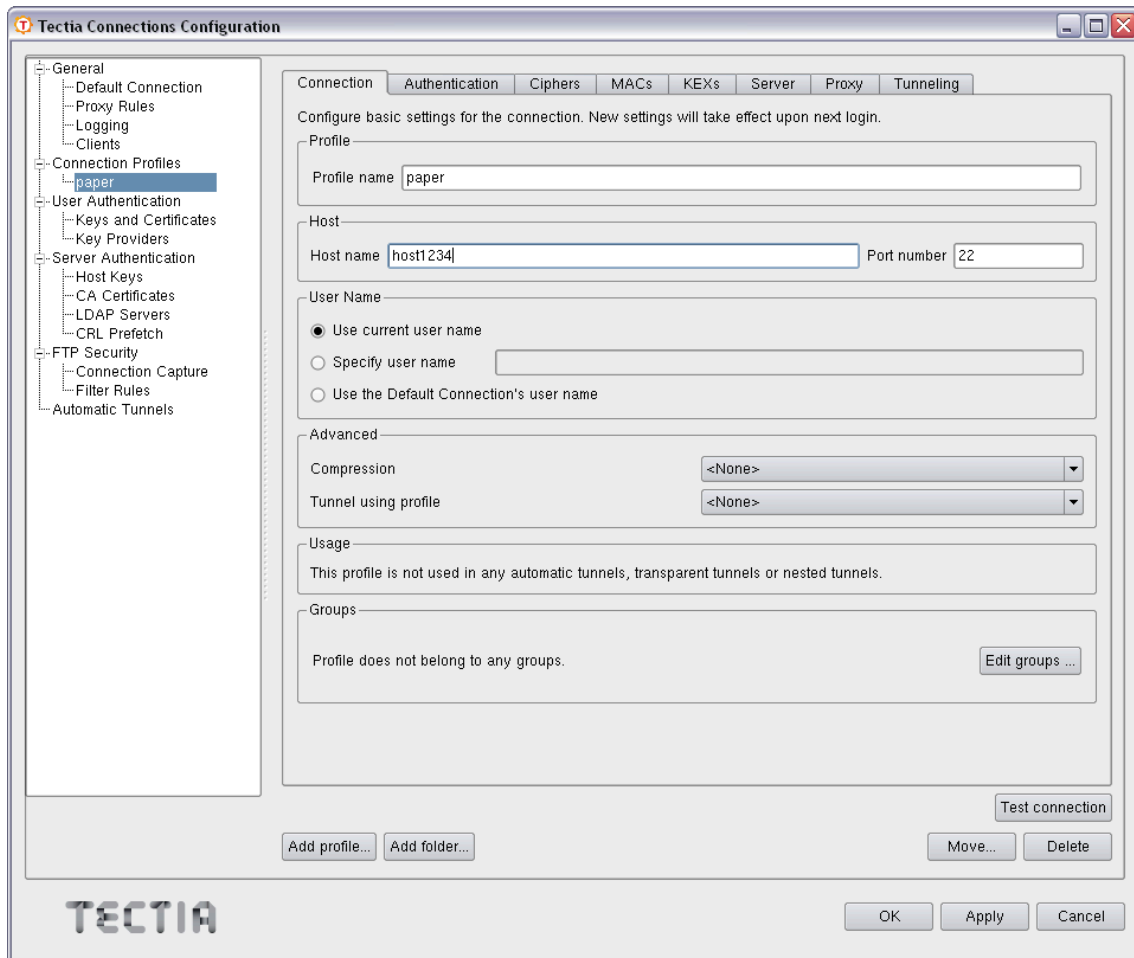 Tectia Connections Configuration
General
Default Connection
Proxy Rules
Logging
Clients
Connection Profiles
paper
User Authentication
Keys and Certificates
Key Providers
Server Authentication
Host Keys
CA Certificates
LDAP Servers
CRL Prefetch
FTP Security
Connection Capture
Filter Rules
Automatic Tunnels
Connection Authentication Ciphers MACs KEXs Server Proxy Tunneling
Configure basic settings for the connection. New settings will take effect upon next login.
Profile
Profile name paper
Host
Host name host1234 Port number 22
User Name
Use current user name
Specify user name
Use the Default Connection's user name
Advanced
Compression <None>
Tunnel using profile <None>
Usage
This profile is not used in any automatic tunnels, transparent tunnels or nested tunnels.
Groups
Profile does not belong to any groups. Edit groups ...
Test connection
Add profile... Add folder... Move... Delete
TECTIA OK Apply Cancel